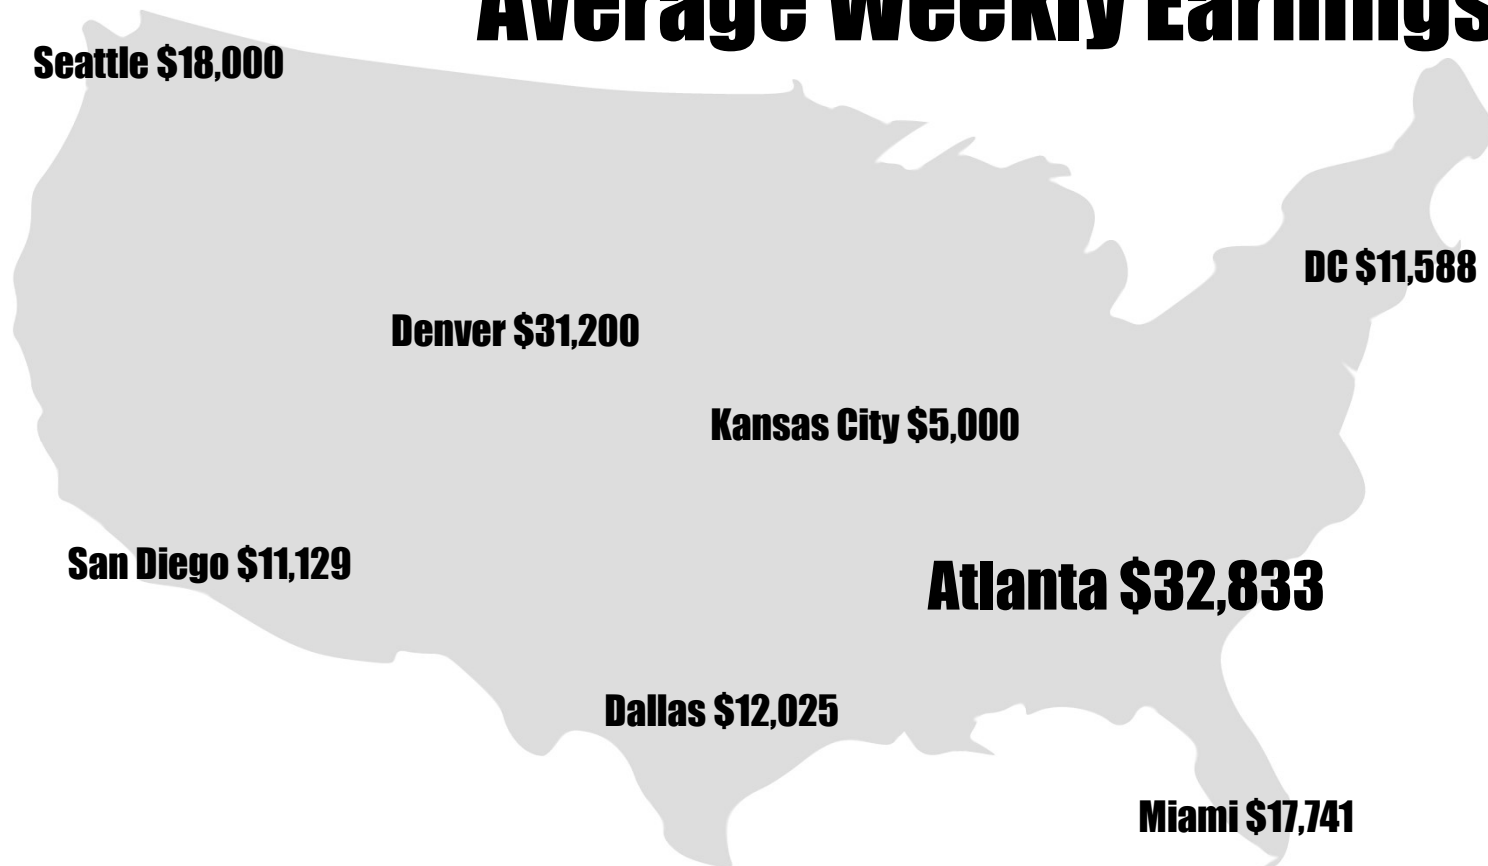 Average Weekly Earnings
Seattle $18,000
DC $11,588
Denver $31,200
Kansas City $5,000
San Diego $11,129
Atlanta $32,833
Dallas $12,025
Miami $17,741